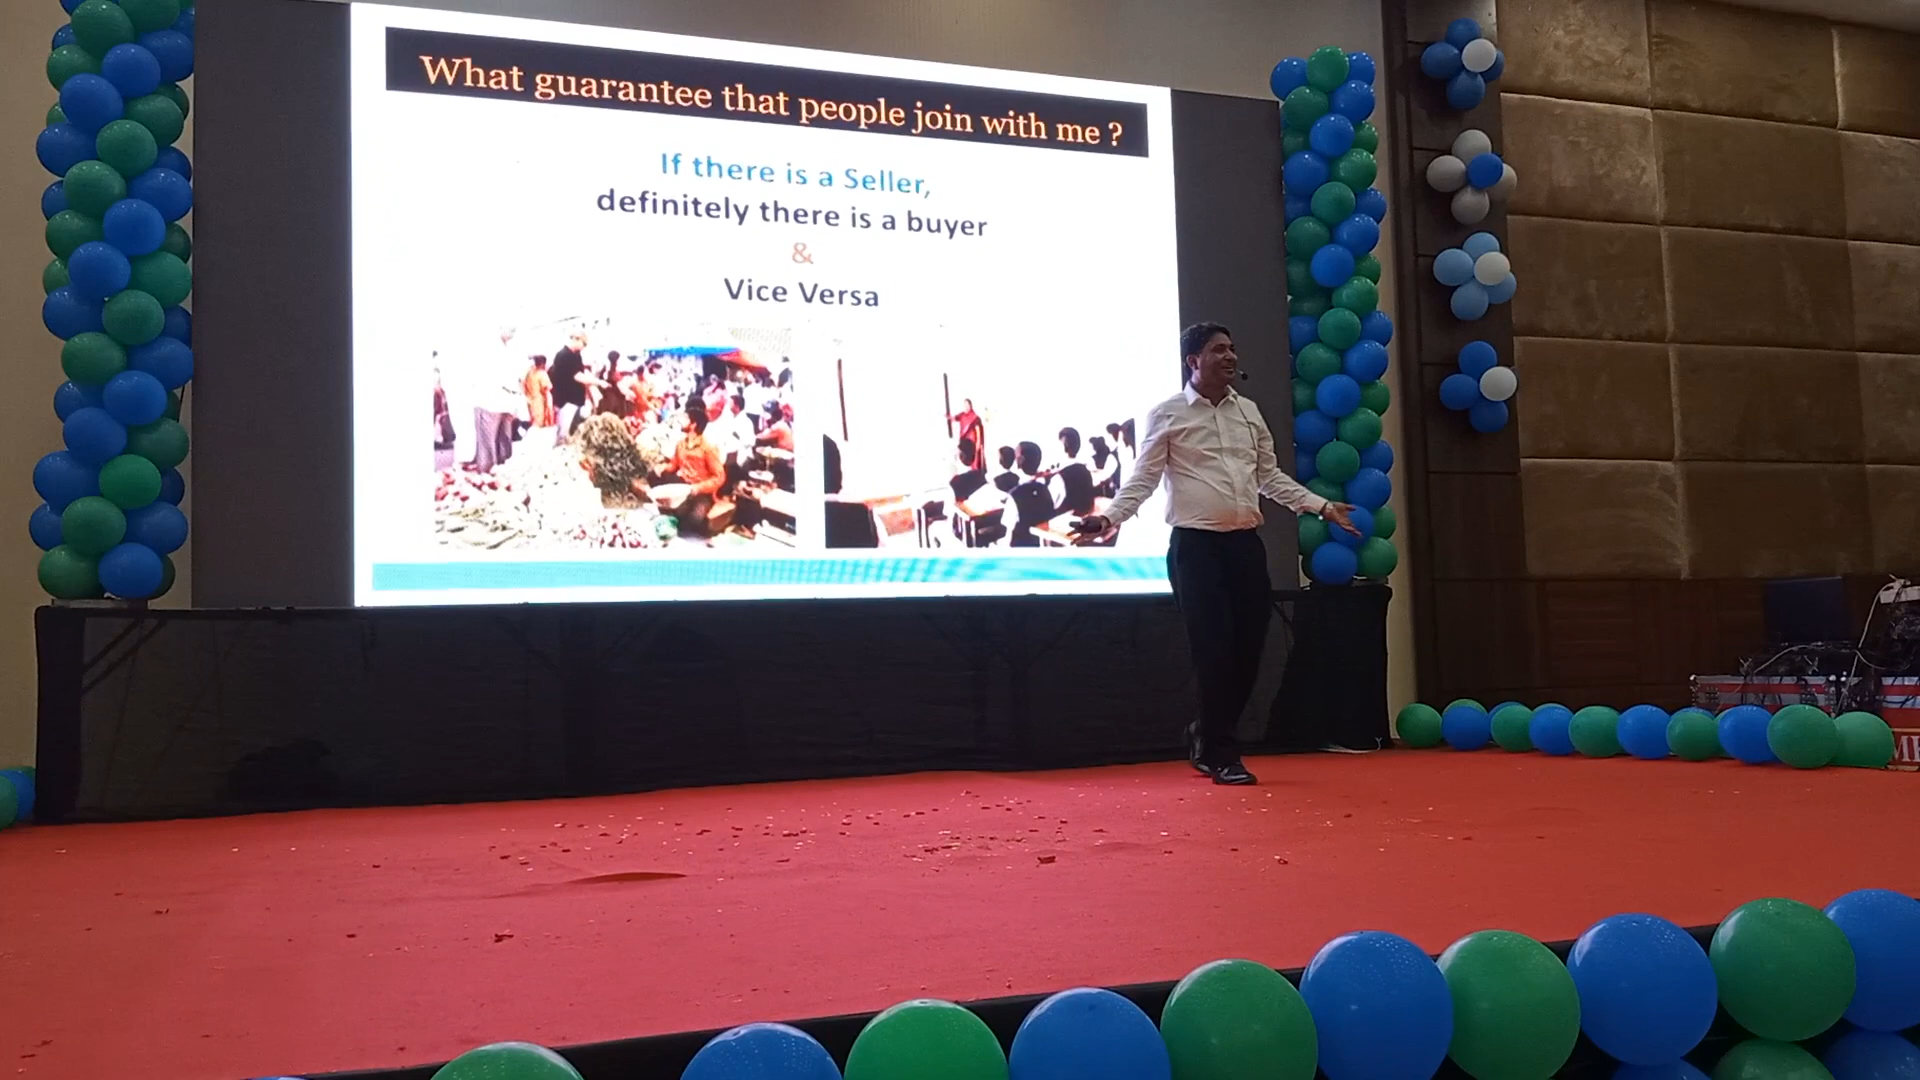 What guarantee that people join with me ?
If there is a Seller,
definitely there is a buyer
&
Vice Versa